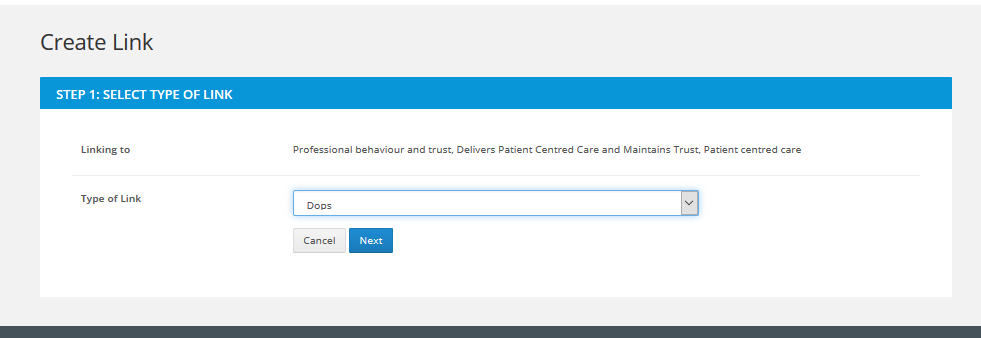 Create Link
STEP 1: SELECT TYPE OF LINK
Linking to
Professional behaviour and trust, Delivers Patient Centred Care and Maintains Trust, Patient centred care
Type of Link
Dops
Cancel
Next